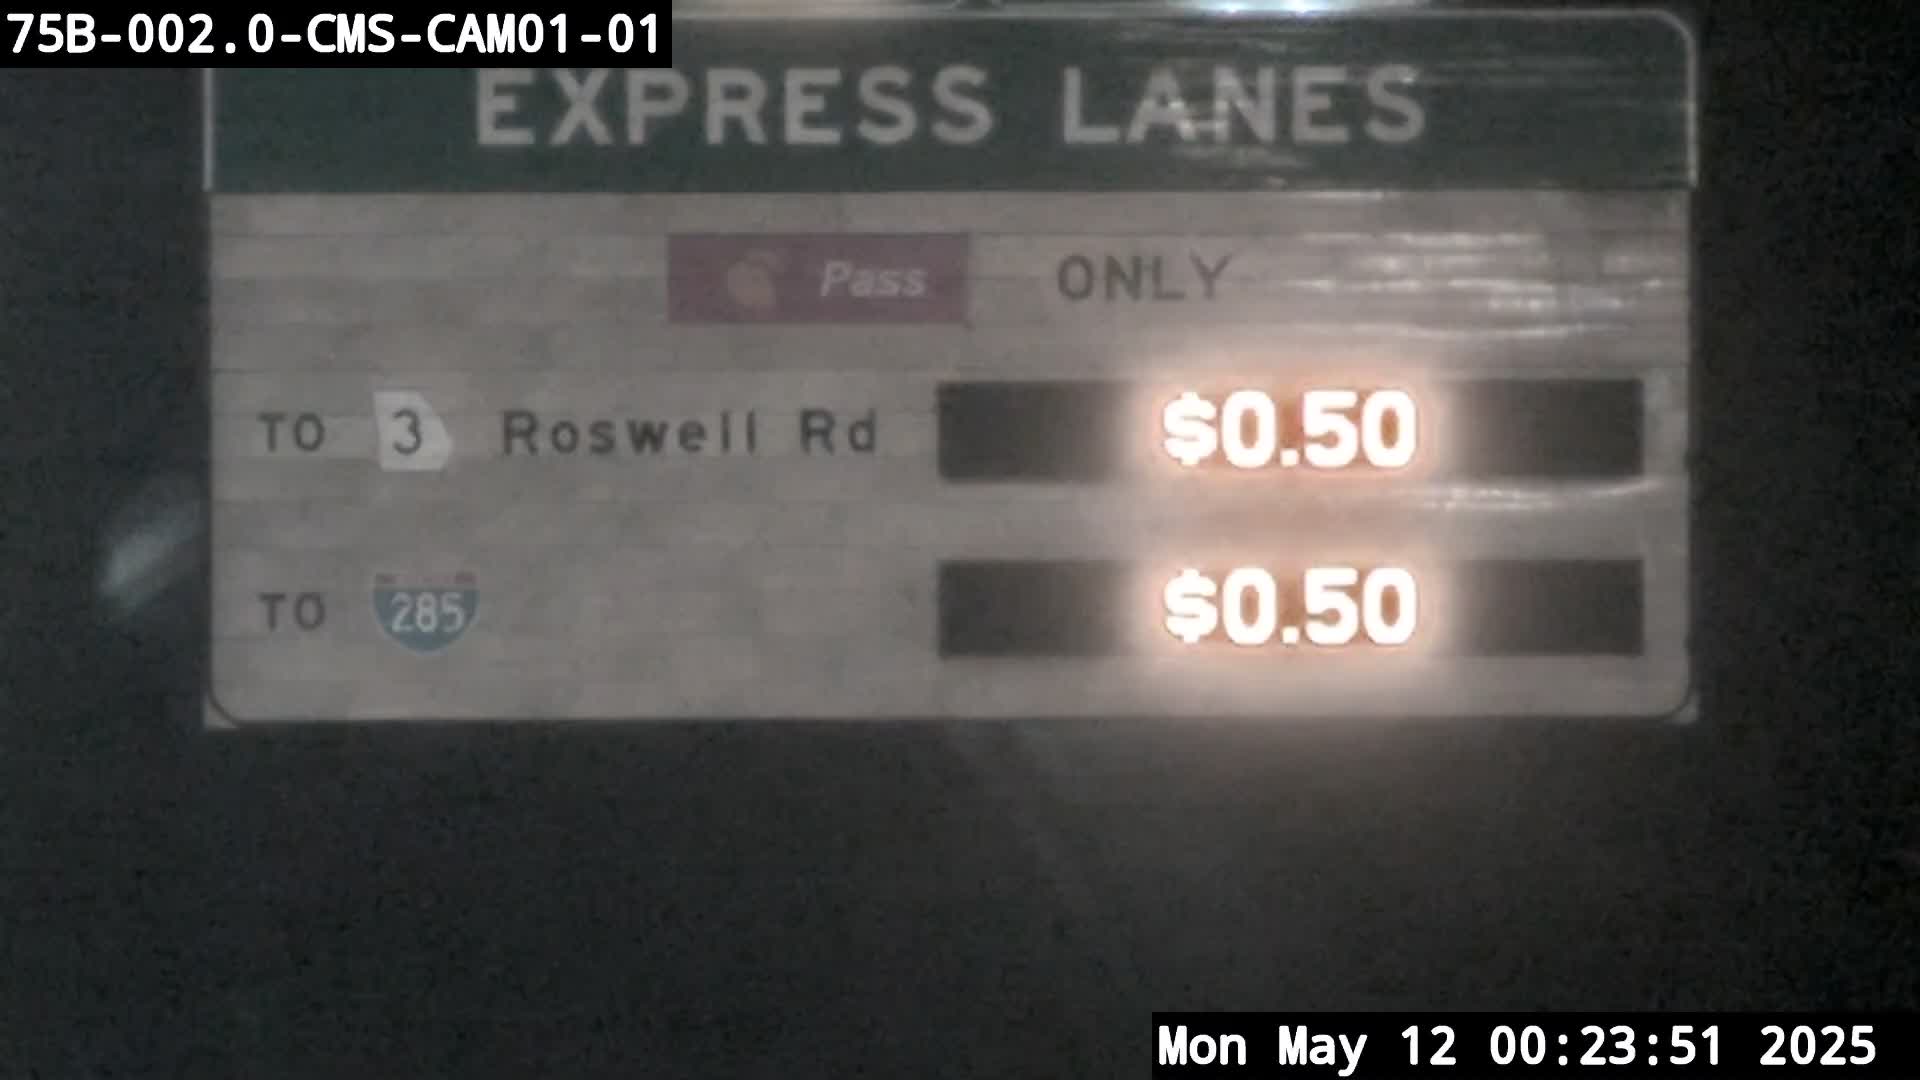 75B-002.0-CMS-CAM01-01
EXPRESS LANES
Pass ONLY
TO 3 Roswell Rd $0.50
TO 285 $0.50
Mon May 12 00:23:51 2025